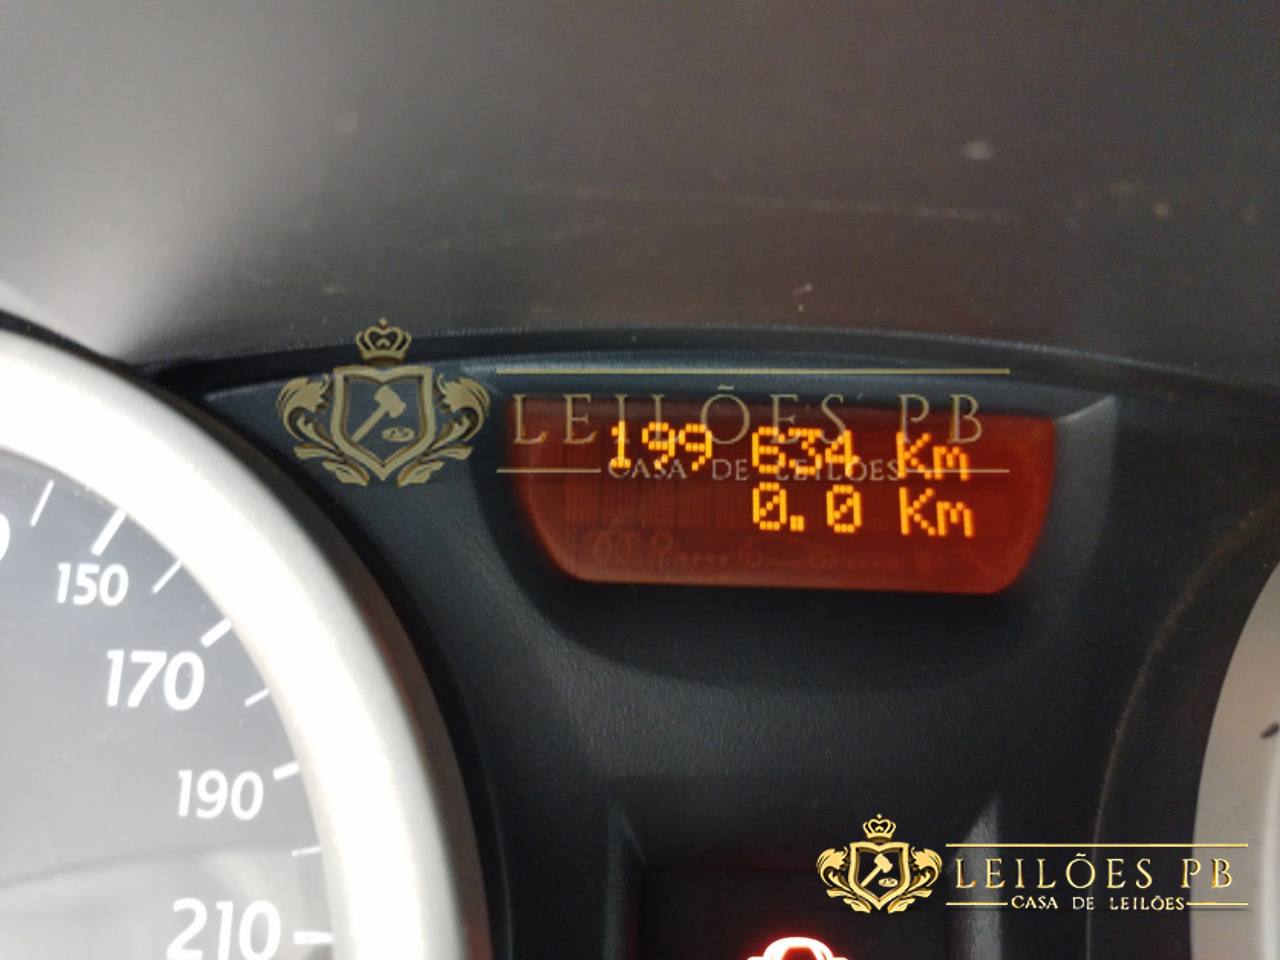 LEILÕES PB
199 634 Km
CASA DE LEILÕES
0.0 Km
150
170
190
210
LEILÕES PB
CASA DE LEILÕES